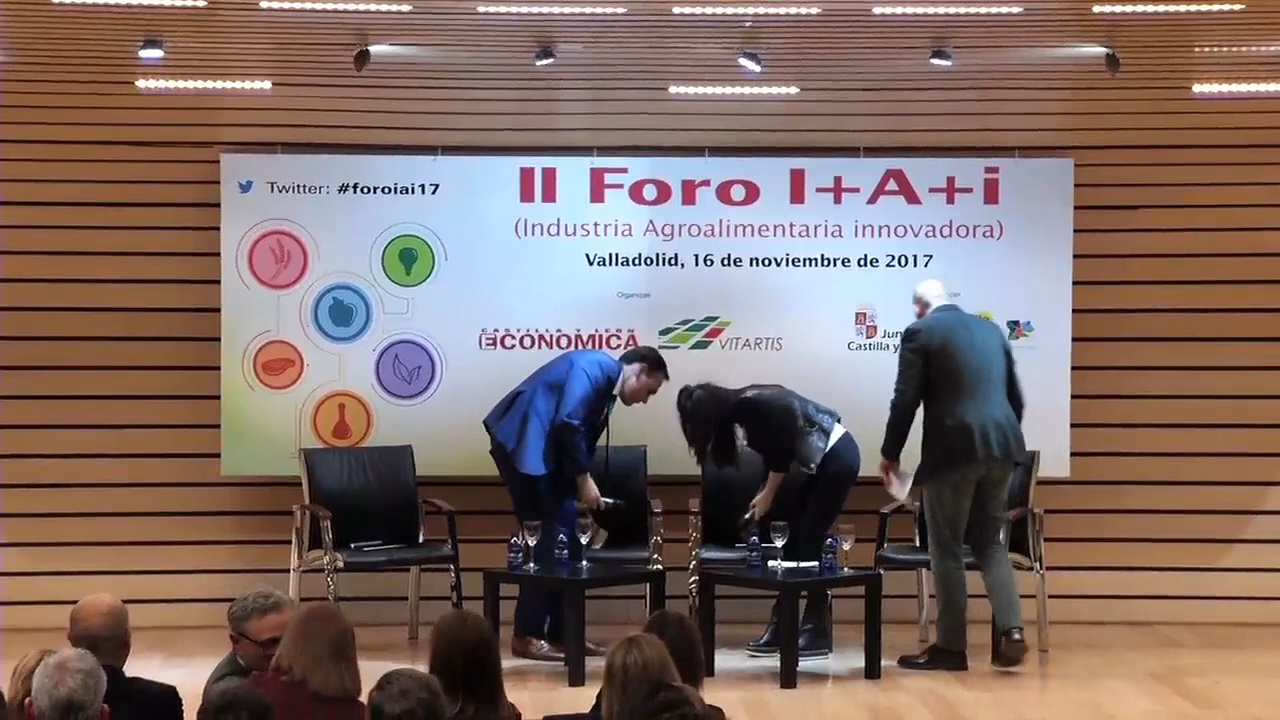 Twitter: #foroiai17
II Foro I+A+i
(Industria Agroalimentaria innovadora)
Valladolid, 16 de noviembre de 2017
Organizan
CASTILLA Y LEÓN
ECONÓMICA
VITARTIS
Jun
Castilla y